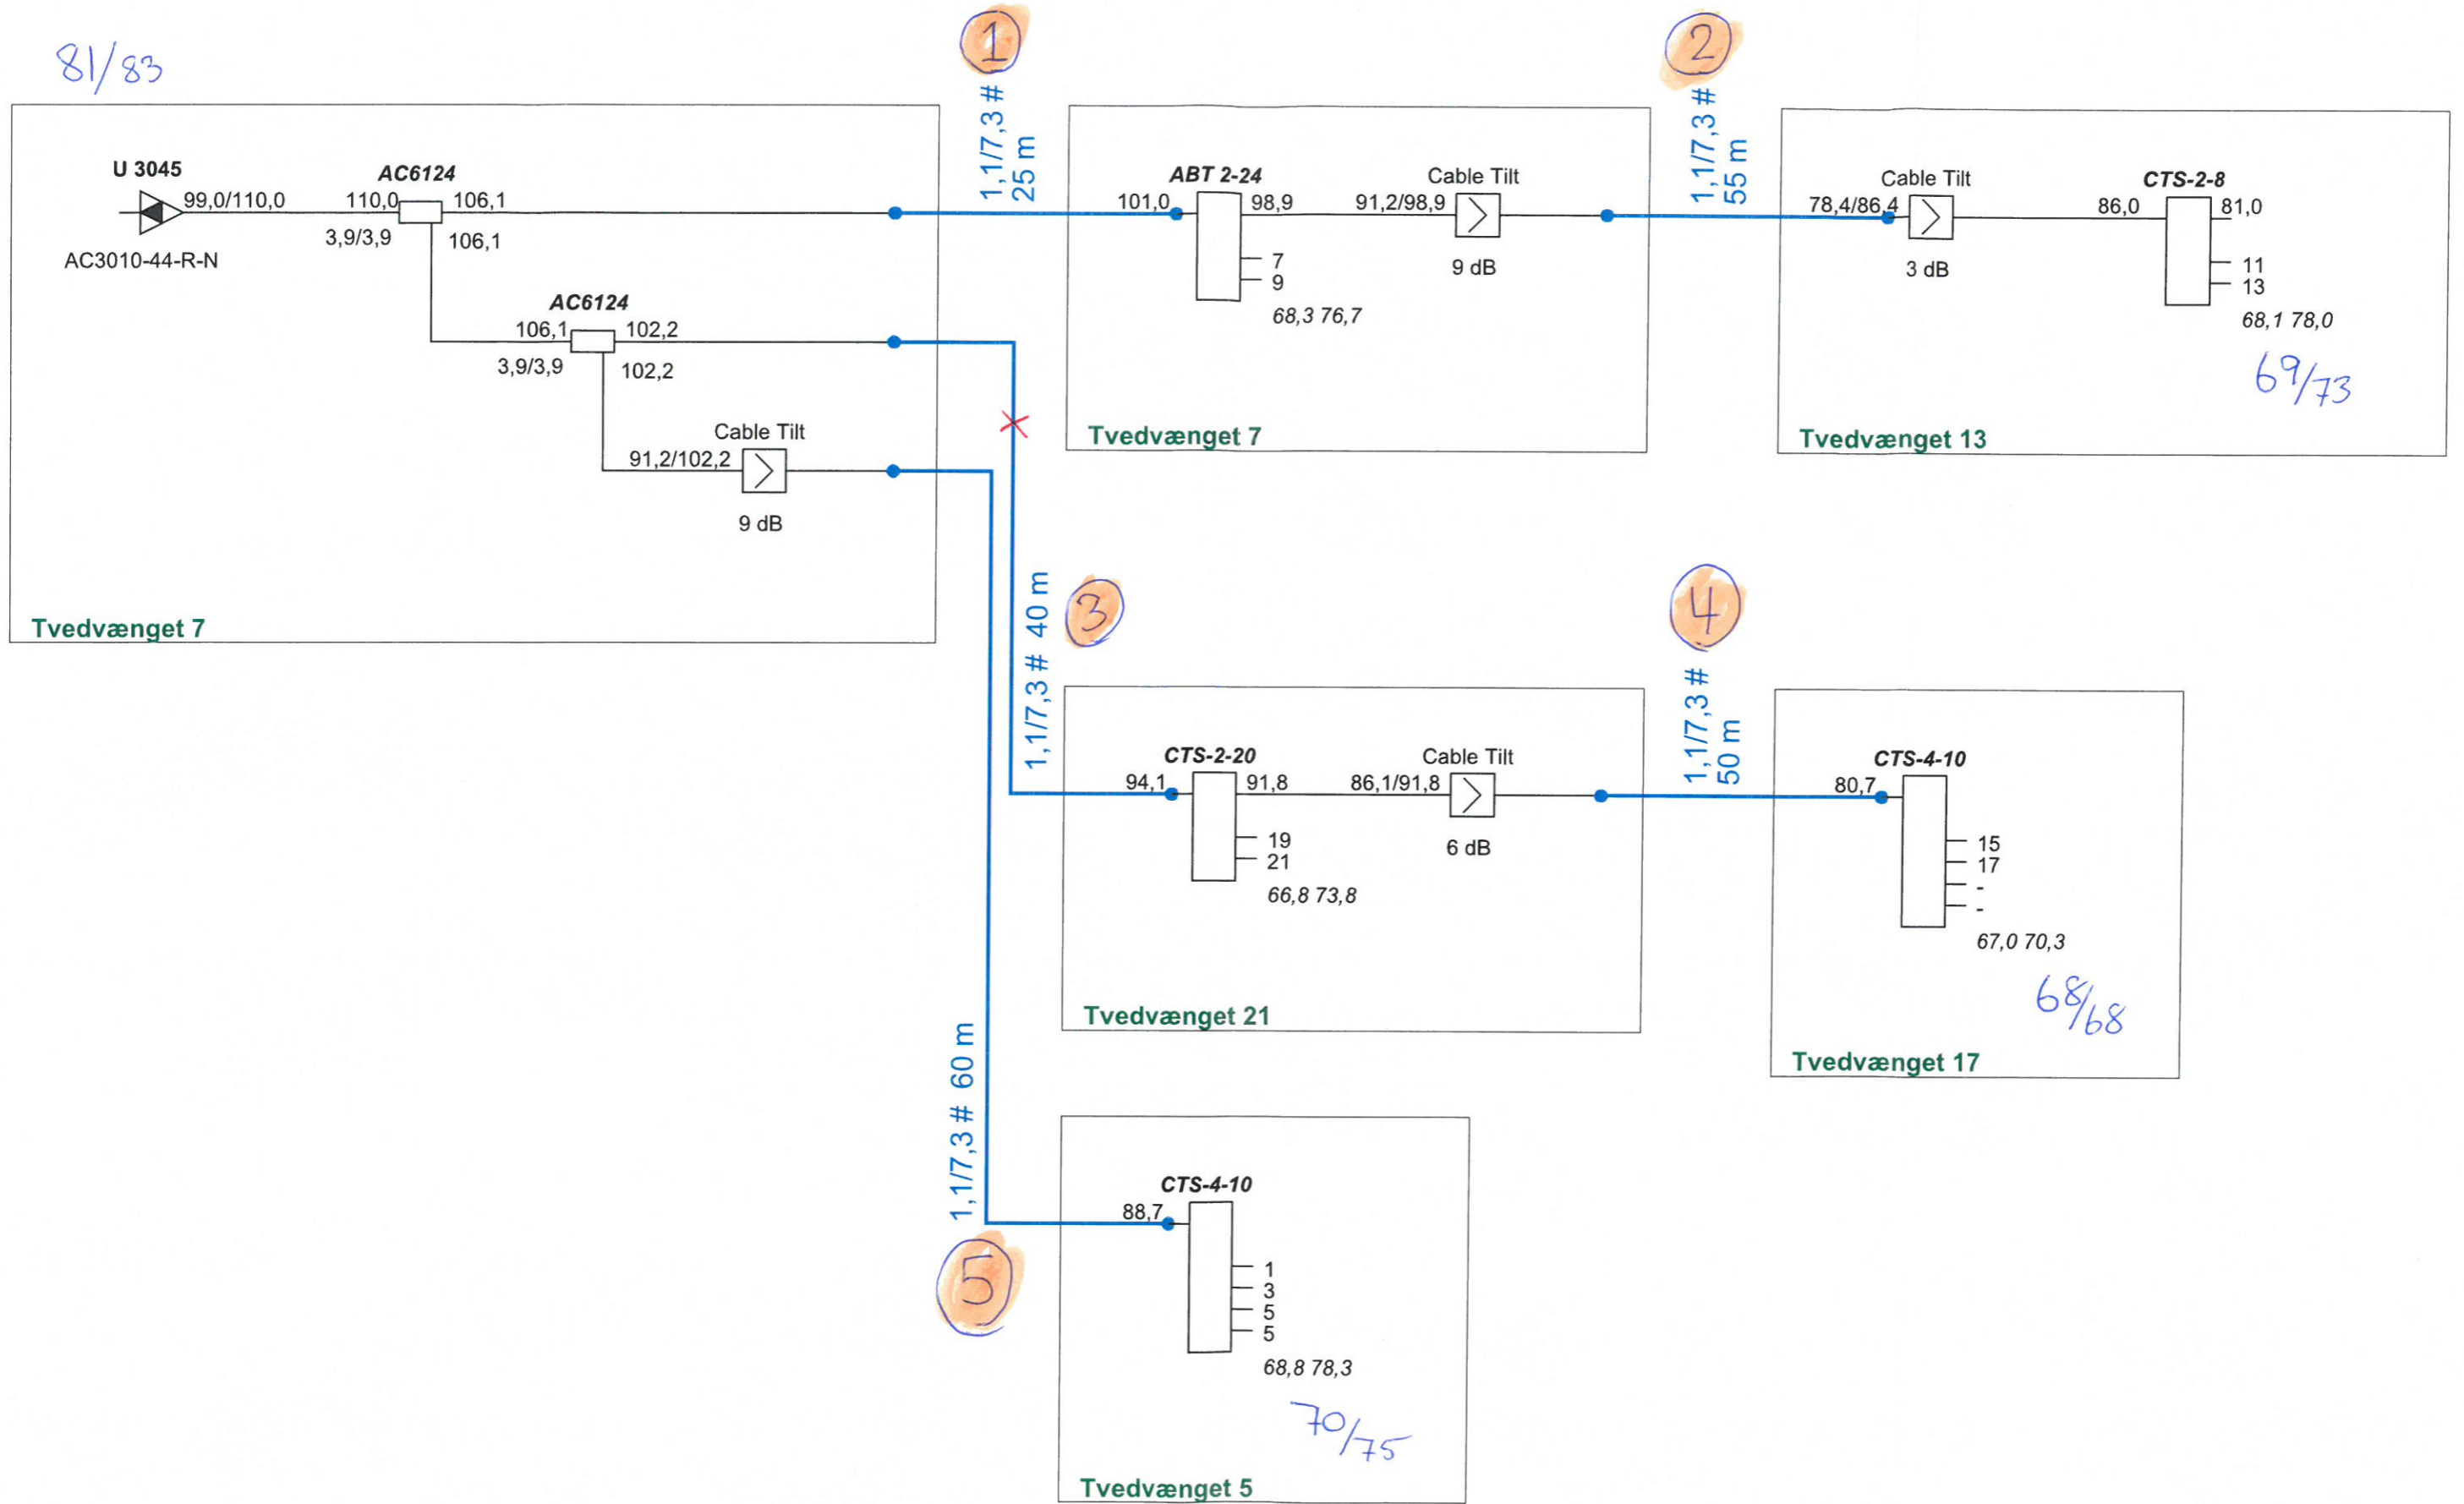 81/83
1
2
1,1/7,3 #
25 m
1,1/7,3 #
55 m
U 3045
99,0/110,0
AC3010-44-R-N
AC6124
110,0
106,1
3,9/3,9
106,1
AC6124
106,1
102,2
3,9/3,9
102,2
Cable Tilt
91,2/102,2
9 dB
Tvedvænget 7
ABT 2-24
101,0
98,9
7
9
68,3 76,7
Cable Tilt
91,2/98,9
9 dB
Tvedvænget 7
Cable Tilt
78,4/86,4
3 dB
CTS-2-8
86,0
81,0
11
13
68,1 78,0
69/73
Tvedvænget 13
3
1,1/7,3 # 40 m
4
1,1/7,3 #
50 m
CTS-2-20
94,1
91,8
19
21
66,8 73,8
Cable Tilt
86,1/91,8
6 dB
Tvedvænget 21
CTS-4-10
80,7
15
17
-
-
67,0 70,3
68/68
Tvedvænget 17
1,1/7,3 # 60 m
5
CTS-4-10
88,7
1
3
5
5
68,8 78,3
70/75
Tvedvænget 5